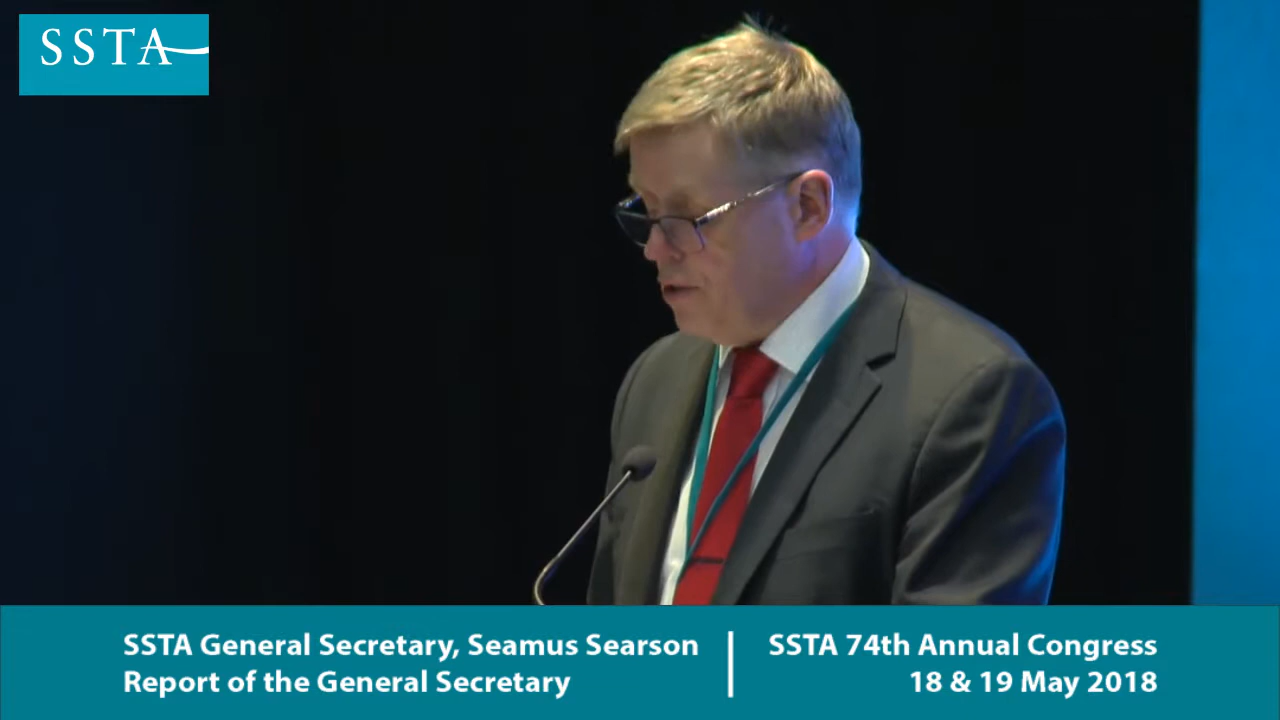 SSTA
SSTA General Secretary, Seamus Searson
Report of the General Secretary
SSTA 74th Annual Congress
18 & 19 May 2018